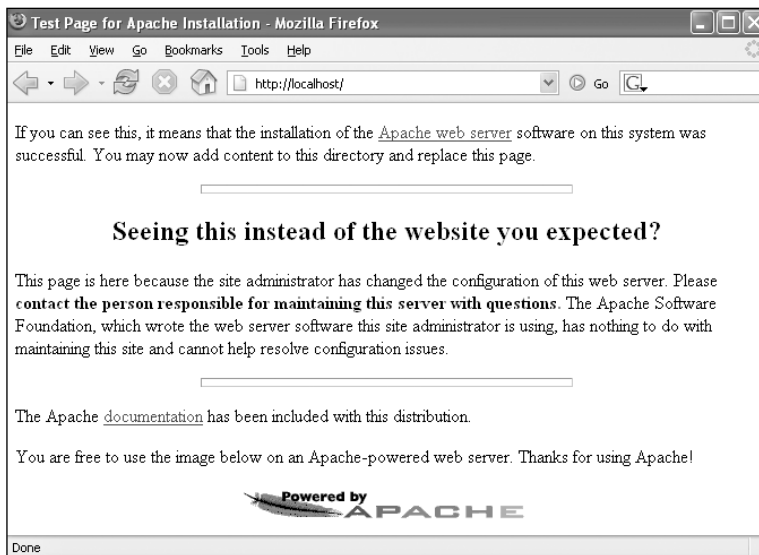 Test Page for Apache Installation - Mozilla Firefox
File Edit View Go Bookmarks Tools Help
http://localhost/ Go G
If you can see this, it means that the installation of the Apache web server software on this system was
successful. You may now add content to this directory and replace this page.
Seeing this instead of the website you expected?
This page is here because the site administrator has changed the configuration of this web server. Please
contact the person responsible for maintaining this server with questions. The Apache Software
Foundation, which wrote the web server software this site administrator is using, has nothing to do with
maintaining this site and cannot help resolve configuration issues.
The Apache documentation has been included with this distribution.
You are free to use the image below on an Apache-powered web server. Thanks for using Apache!
Powered by
APACHE
Done